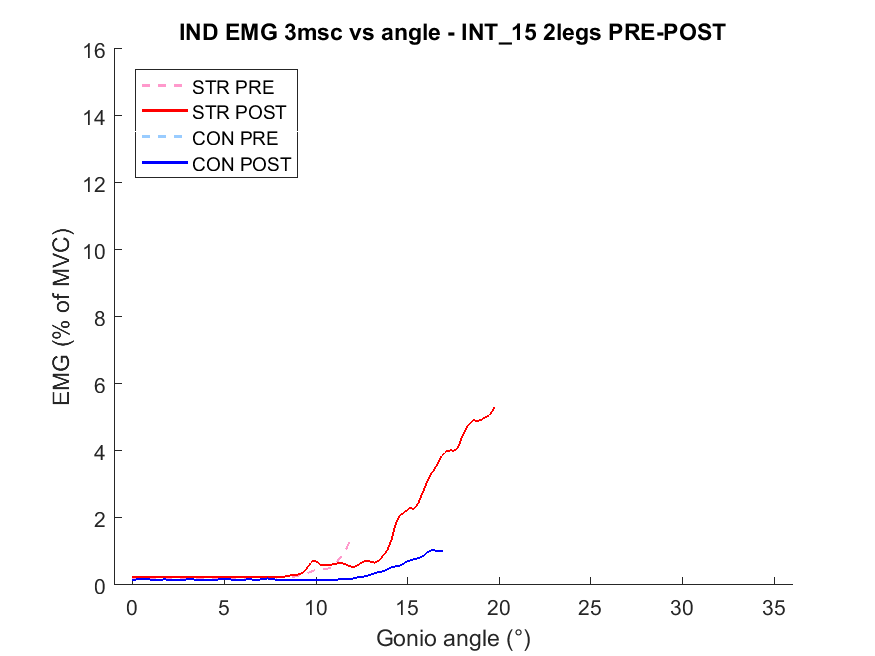 IND EMG 3msc vs angle - INT_15 2legs PRE-POST
16
14
12
10
8
6
4
2
0
EMG (% of MVC)
STR PRE
STR POST
CON PRE
CON POST
0 5 10 15 20 25 30 35
Gonio angle (°)